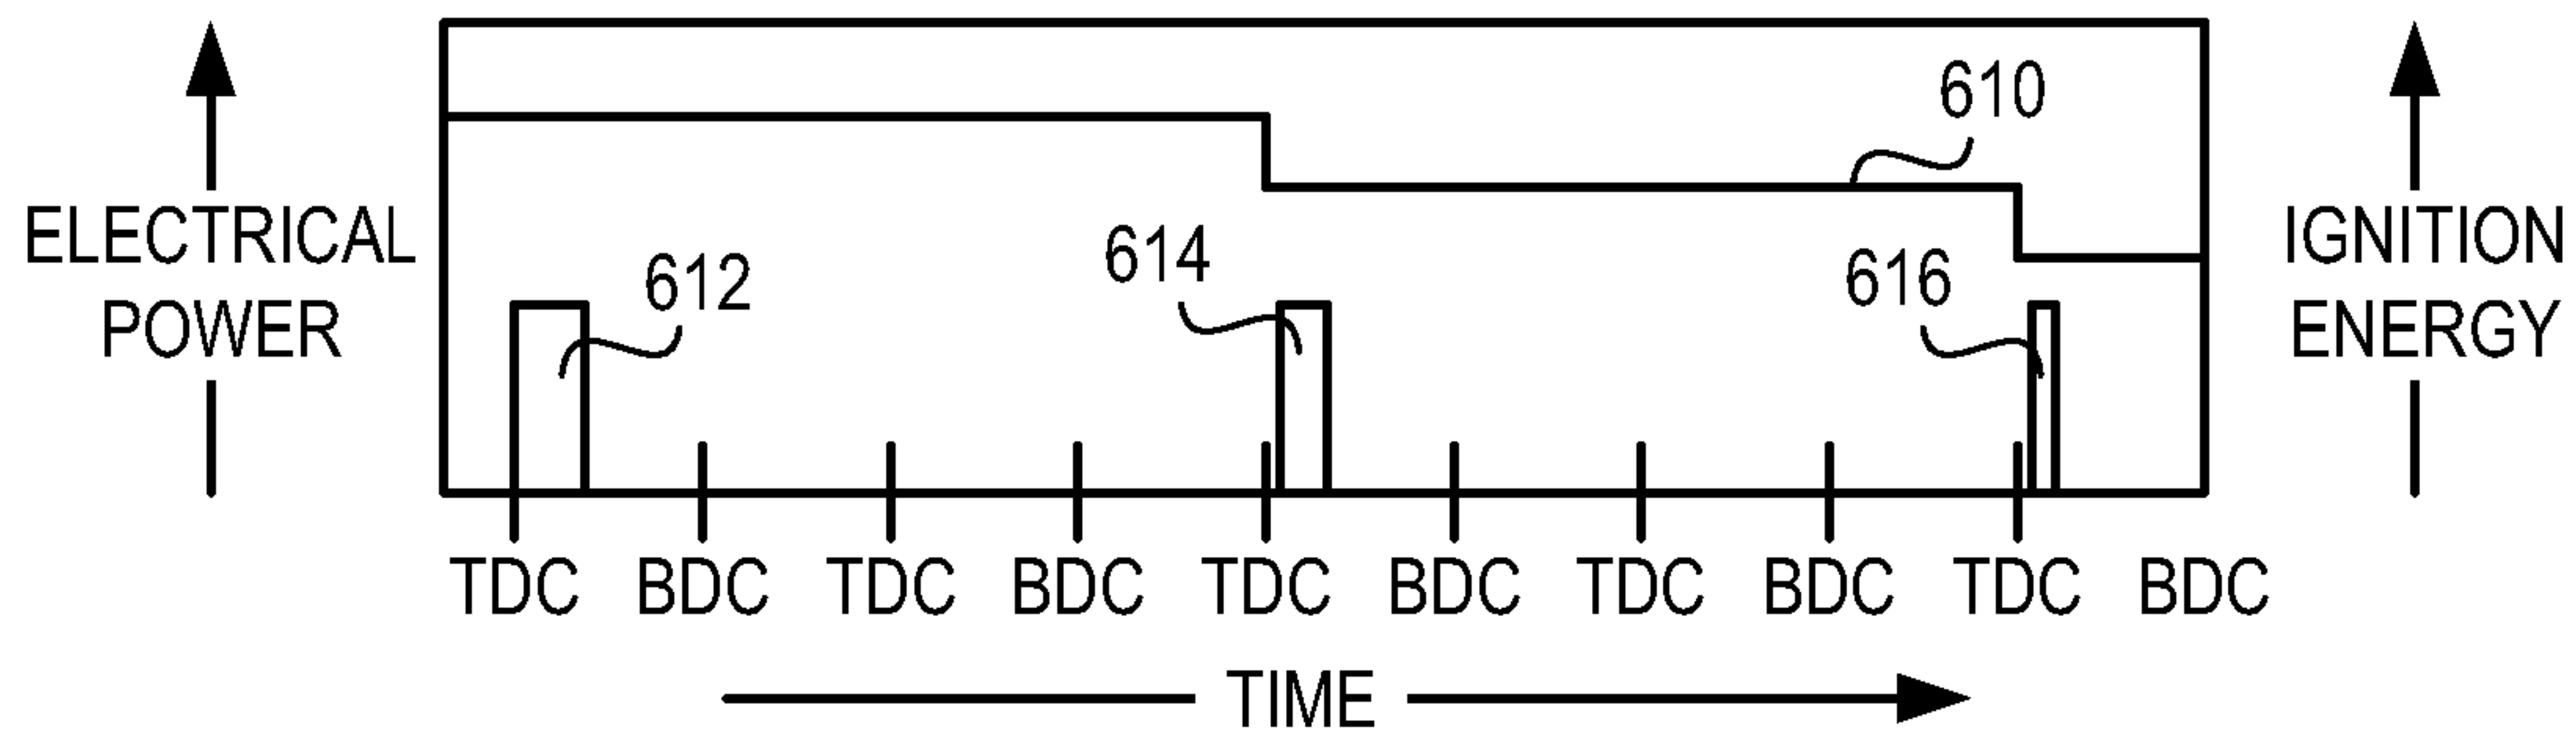 610
614
612
616
ELECTRICAL
POWER
IGNITION
ENERGY
TDC BDC TDC BDC TDC BDC TDC BDC TDC BDC
TIME